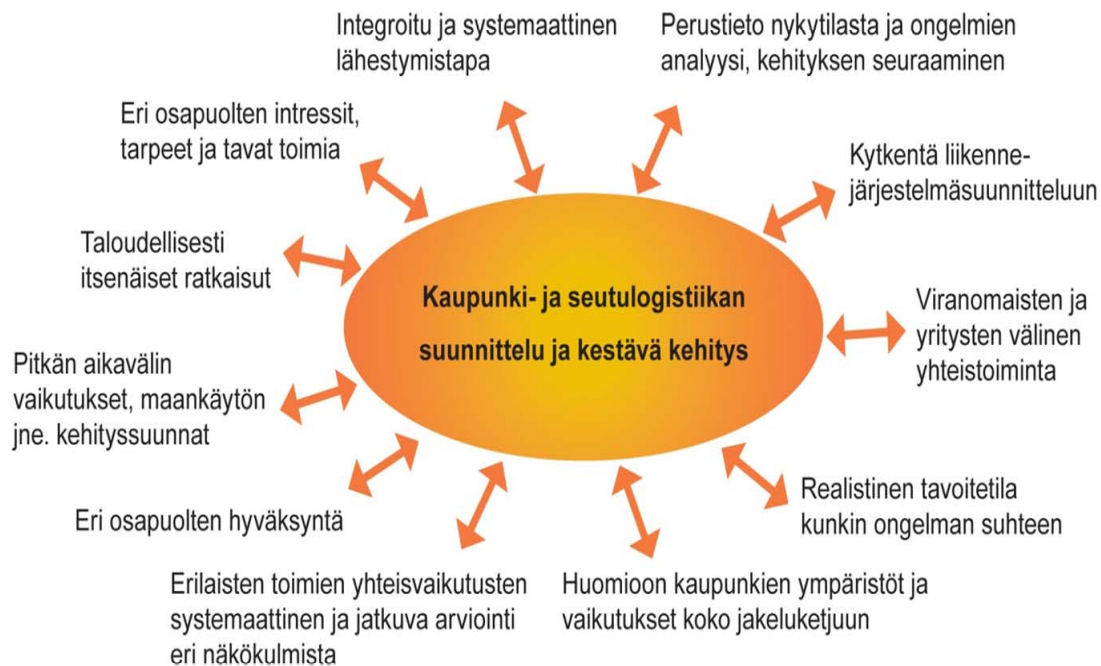 Integroitu ja systemaattinen
lähestymistapa
Perustieto nykytilasta ja ongelmien
analyysi, kehityksen seuraaminen
Eri osapuolten intressit,
tarpeet ja tavat toimia
Kytkentä liikenne-
järjestelmäsuunnitteluun
Taloudellisesti
itsenäiset ratkaisut
Kaupunki- ja seutulogistiikan
suunnittelu ja kestävä kehitys
Viranomaisten ja
yritysten välinen
yhteistoiminta
Pitkän aikavälin
vaikutukset, maankäytön
jne. kehityssuunnat
Realistinen tavoitetila
kunkin ongelman suhteen
Eri osapuolten hyväksyntä
Erilaisten toimien yhteisvaikutusten
systemaattinen ja jatkuva arviointi
eri näkökulmista
Huomioon kaupunkien ympäristöt ja
vaikutukset koko jakeluketjuun